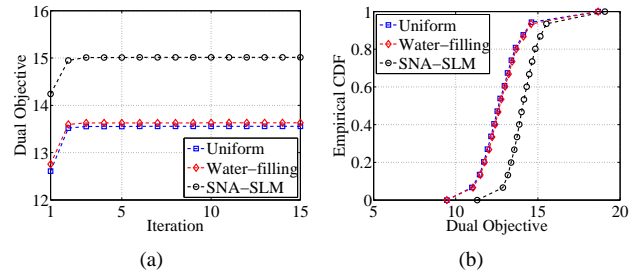 16
15
14
13
12
Dual Objective
1 5 10 15
Iteration
Uniform
Water−filling
SNA−SLM
(a)
1
0.8
0.6
0.4
0.2
0
Empirical CDF
5 10 15 20
Dual Objective
Uniform
Water−filling
SNA−SLM
(b)